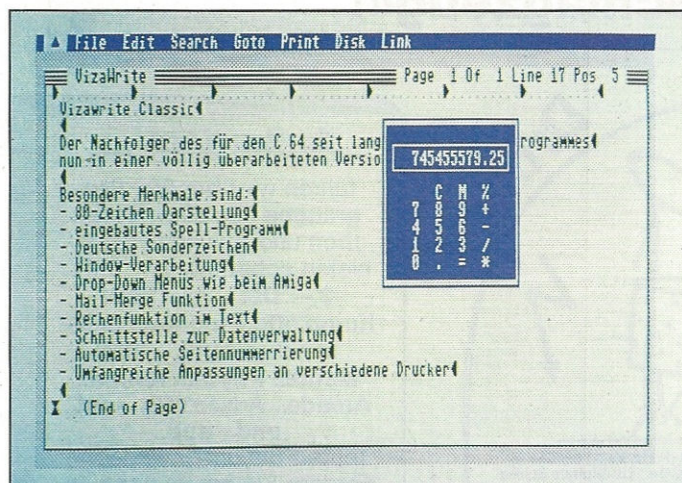 File Edit Search Goto Print Disk Link
VizaWrite Page 1 Of 1 Line 17 Pos 5
Vizawrite Classic
Der Nachfolger des für den C 64 seit lang rogrammes
nun in einer völlig überarbeiteten Versio
Besondere Merkmale sind:
- 80-Zeichen Darstellung
- eingebautes Spell-Programm
- Deutsche Sonderzeichen
- Window-Verarbeitung
- Drop-Down Menüs wie beim Amiga
- Mail-Merge Funktion
- Rechenfunktion im Text
- Schnittstelle zur Datenverwaltung
- Automatische Seitennummerrierung
- Umfangreiche Anpassungen an verschiedene Drucker
(End of Page)
745455579.25
C M %
7 8 9 +
4 5 6 -
1 2 3 /
0 . = *